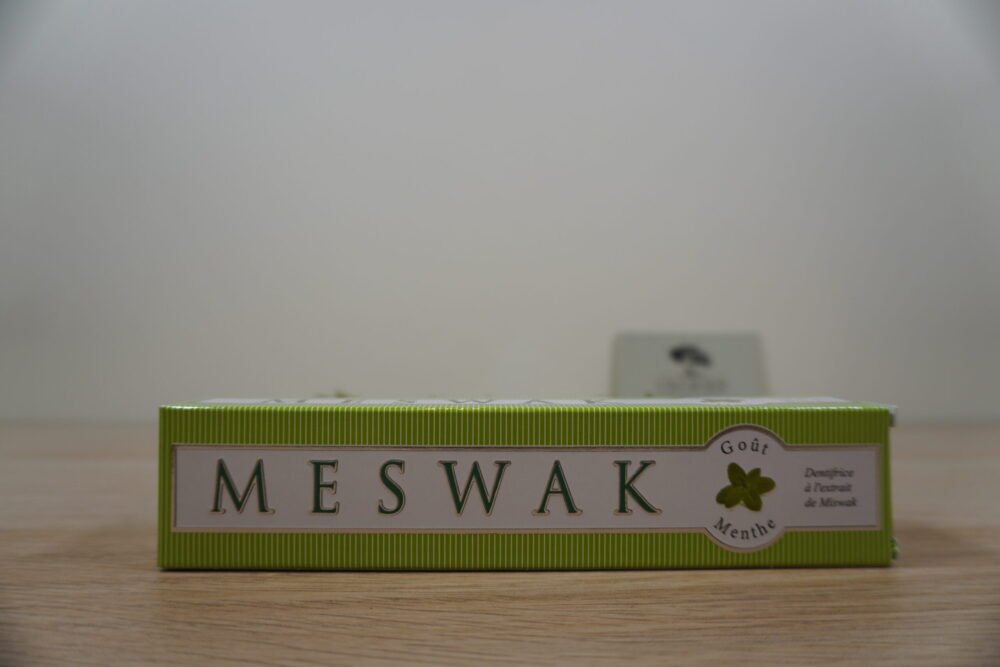 MESWAK
Goût
Menthe
Dentifrice
à l'extrait
de Miswak